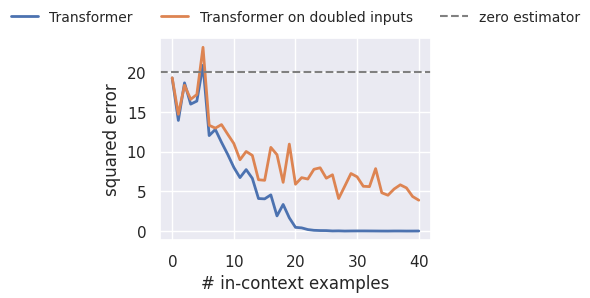 Transformer Transformer on doubled inputs zero estimator
20
15
10
5
0
squared error
0 10 20 30 40
# in-context examples